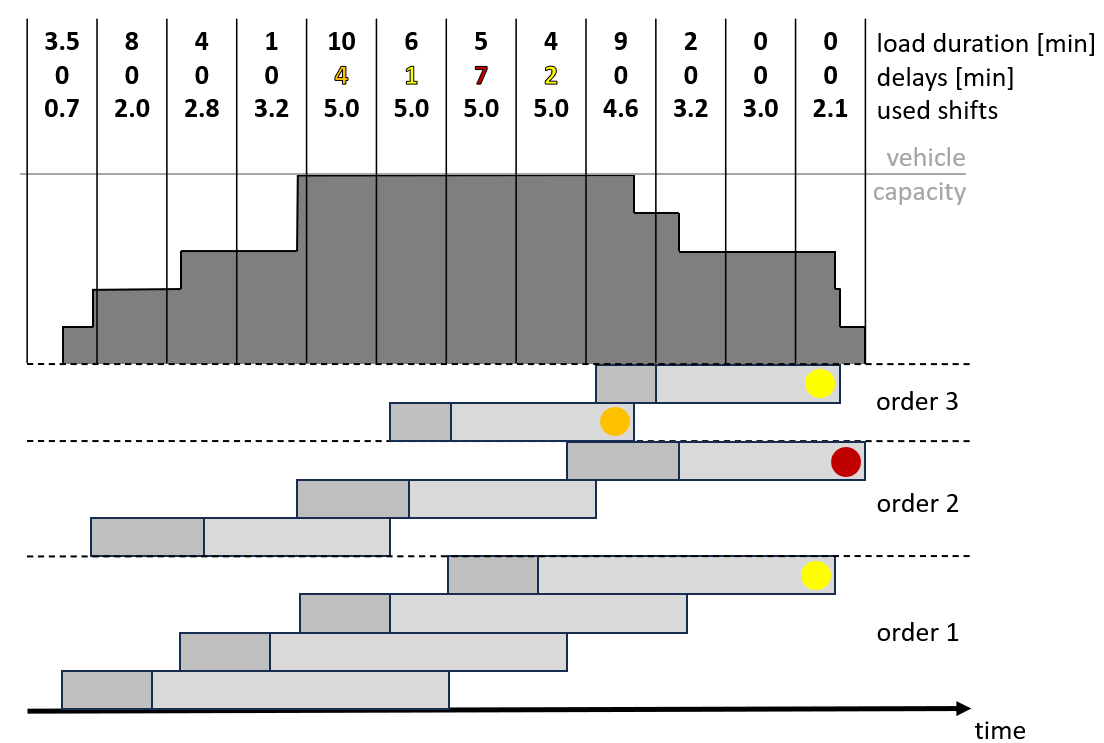 3.5 8 4 1 10 6 5 4 9 2 0 0 load duration [min]
0 0 0 0 4 1 7 2 0 0 0 0 delays [min]
0.7 2.0 2.8 3.2 5.0 5.0 5.0 5.0 4.6 3.2 3.0 2.1 used shifts
vehicle
capacity
order 3
order 2
order 1
time